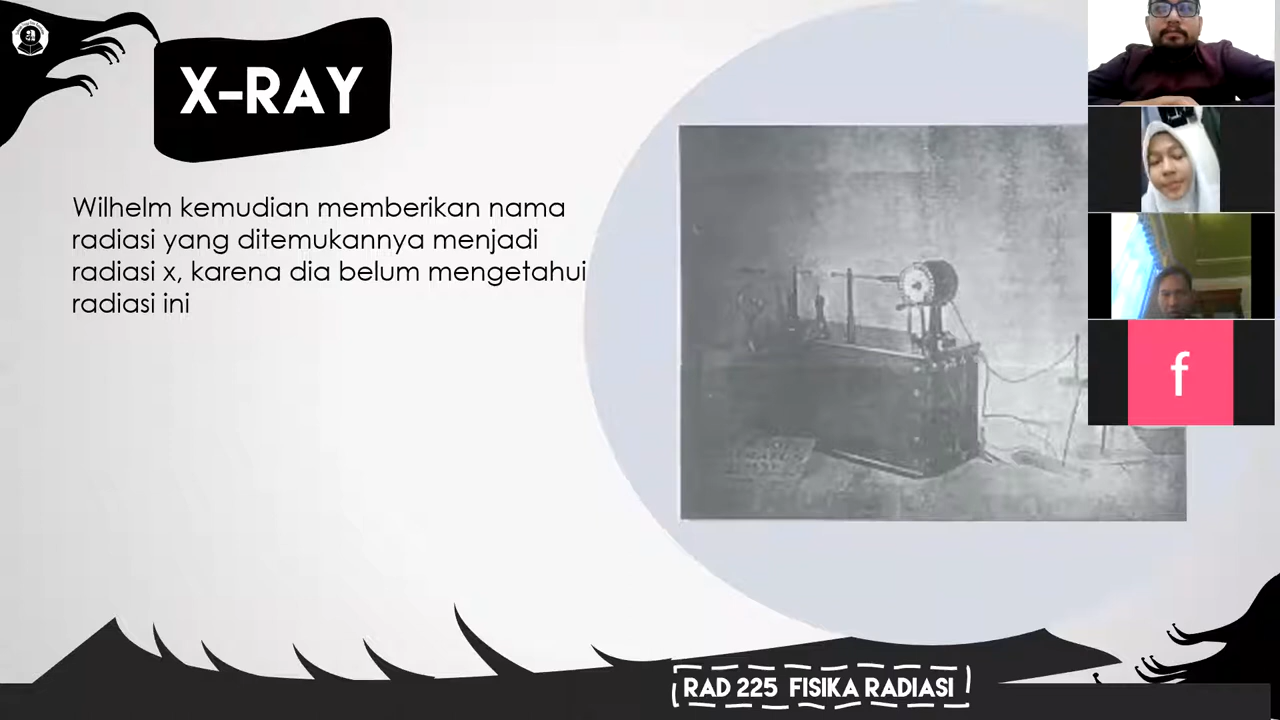 X-RAY
Wilhelm kemudian memberikan nama
radiasi yang ditemukannya menjadi
radiasi x, karena dia belum mengetahui
radiasi ini
f
RAD 225 FISIKA RADIASI